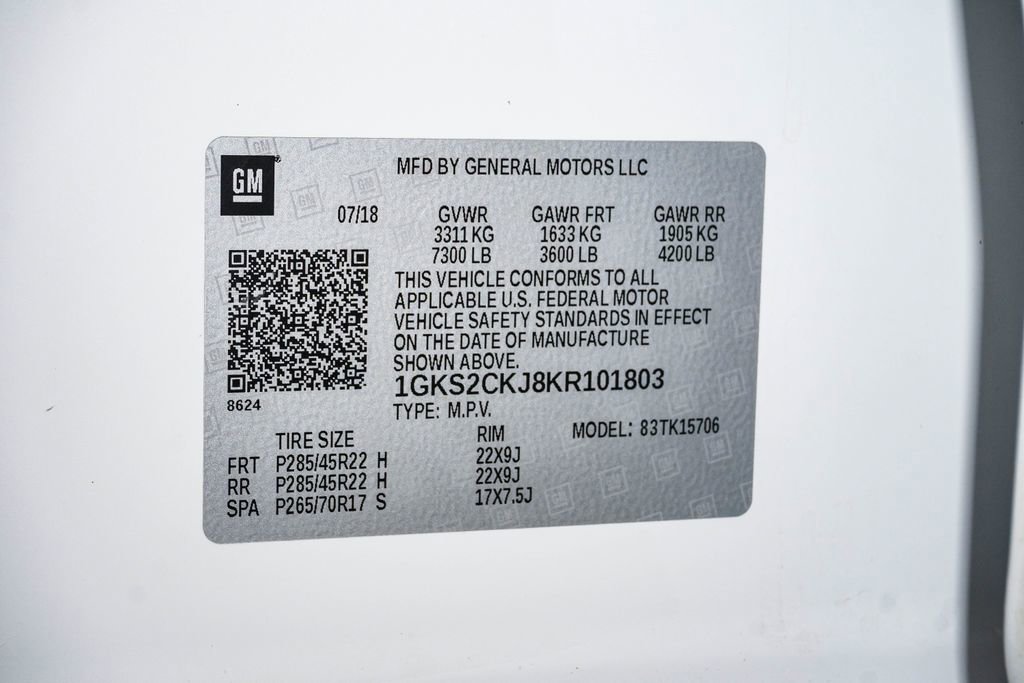 GM
MFD BY GENERAL MOTORS LLC
07/18 GVWR GAWR FRT GAWR RR
3311 KG 1633 KG 1905 KG
7300 LB 3600 LB 4200 LB
THIS VEHICLE CONFORMS TO ALL
APPLICABLE U.S. FEDERAL MOTOR
VEHICLE SAFETY STANDARDS IN EFFECT
ON THE DATE OF MANUFACTURE
SHOWN ABOVE.
1GKS2CKJ8KR101803
8624
TYPE: M.P.V.
TIRE SIZE RIM MODEL: 83TK15706
FRT P285/45R22 H 22X9J
RR P285/45R22 H 22X9J
SPA P265/70R17 S 17X7.5J